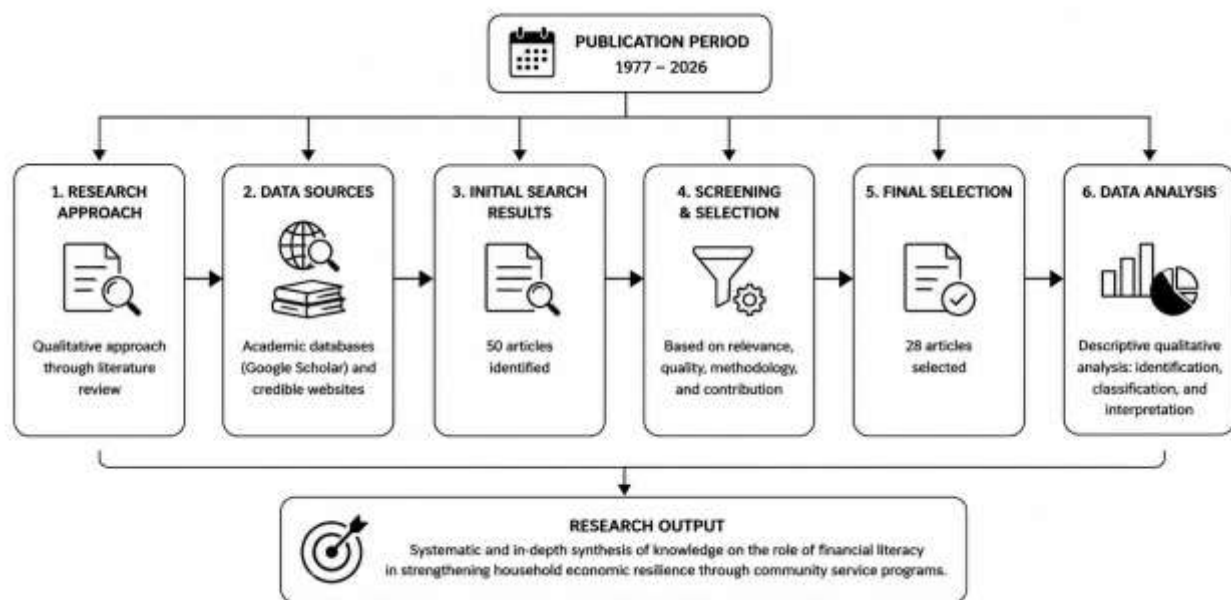 PUBLICATION PERIOD
1977 – 2026
1. RESEARCH
APPROACH
Qualitative approach
through literature
review
2. DATA SOURCES
Academic databases
(Google Scholar) and
credible websites
3. INITIAL SEARCH
RESULTS
50 articles
identified
4. SCREENING
& SELECTION
Based on relevance,
quality, methodology,
and contribution
5. FINAL SELECTION
28 articles
selected
6. DATA ANALYSIS
Descriptive qualitative
analysis: identification,
classification, and
interpretation
RESEARCH OUTPUT
Systematic and in-depth synthesis of knowledge on the role of financial literacy
in strengthening household economic resilience through community service programs.